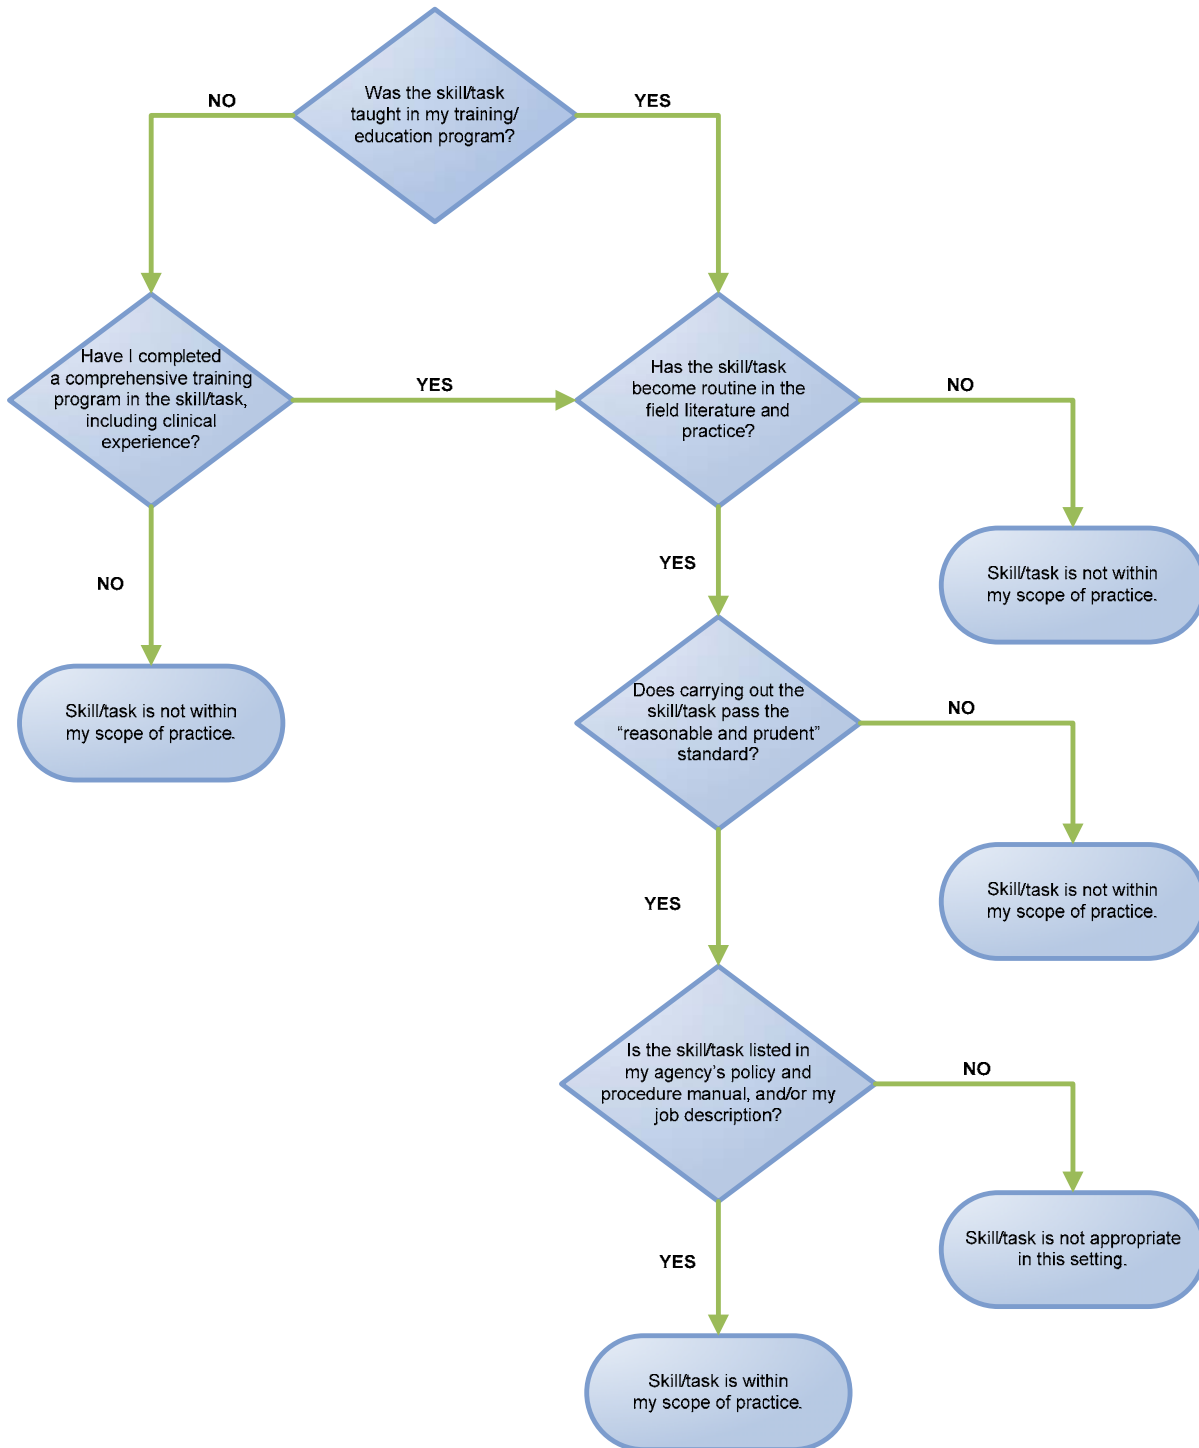 Was the skill/task
taught in my training/
education program?
NO
YES
Have I completed
a comprehensive training
program in the skill/task,
including clinical
experience?
YES
Has the skill/task
become routine in the
field literature and
practice?
NO
NO
Skill/task is not within
my scope of practice.
YES
Skill/task is not within
my scope of practice.
Does carrying out the
skill/task pass the
“reasonable and prudent”
standard?
NO
Skill/task is not within
my scope of practice.
YES
Is the skill/task listed in
my agency’s policy and
procedure manual, and/or my
job description?
NO
Skill/task is not appropriate
in this setting.
YES
Skill/task is within
my scope of practice.